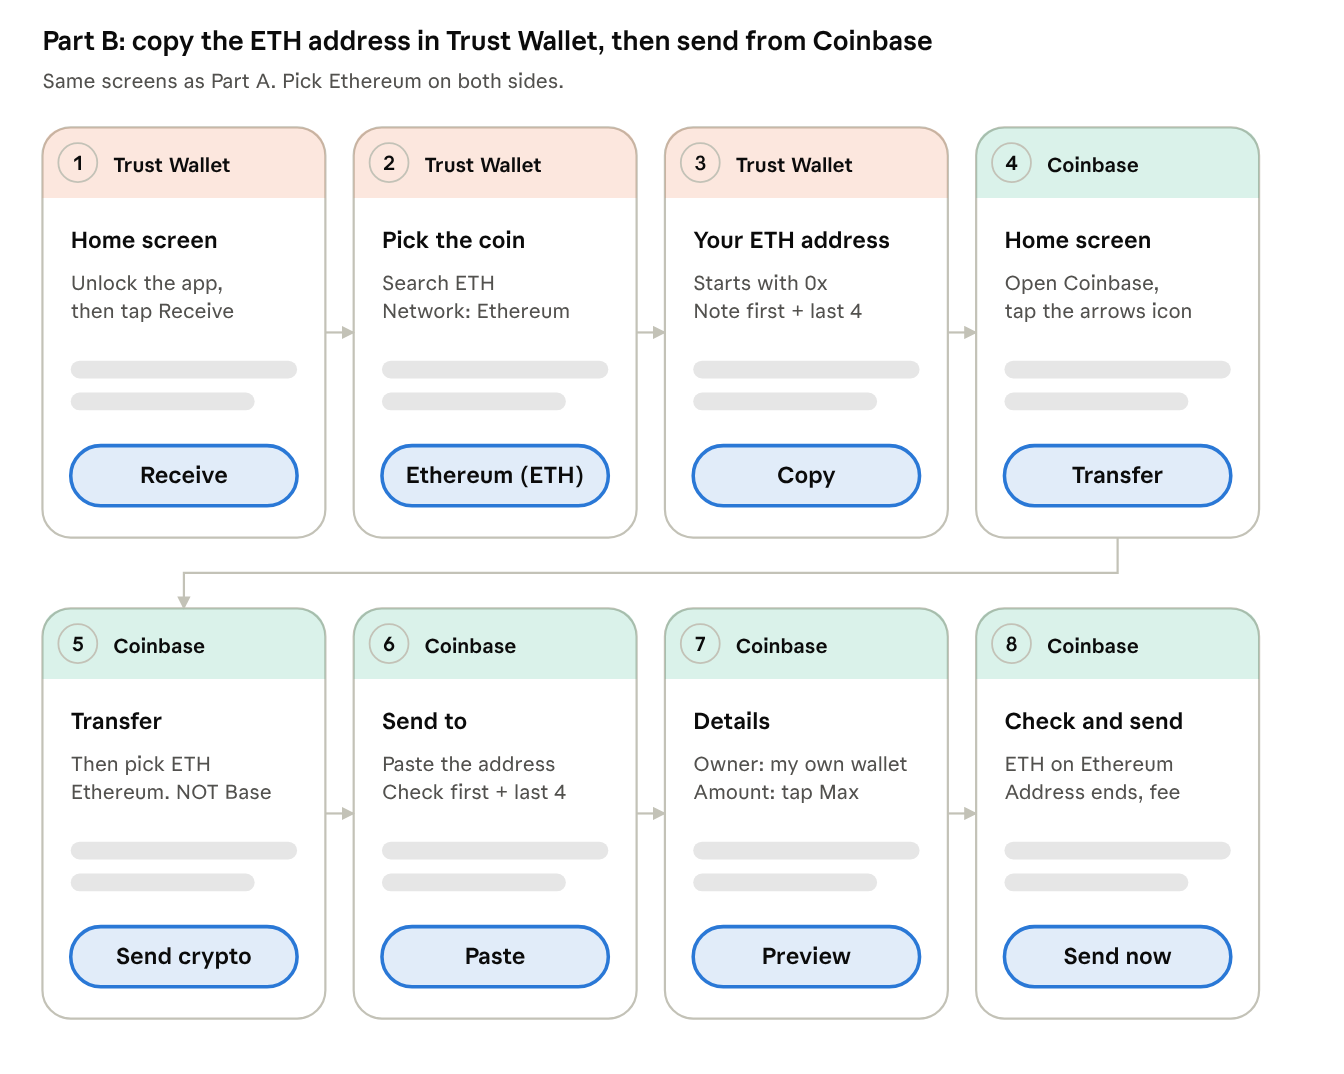 Part B: copy the ETH address in Trust Wallet, then send from Coinbase
Same screens as Part A. Pick Ethereum on both sides.
1 Trust Wallet
Home screen
Unlock the app,
then tap Receive
Receive
2 Trust Wallet
Pick the coin
Search ETH
Network: Ethereum
Ethereum (ETH)
3 Trust Wallet
Your ETH address
Starts with 0x
Note first + last 4
Copy
4 Coinbase
Home screen
Open Coinbase,
tap the arrows icon
Transfer
5 Coinbase
Transfer
Then pick ETH
Ethereum. NOT Base
Send crypto
6 Coinbase
Send to
Paste the address
Check first + last 4
Paste
7 Coinbase
Details
Owner: my own wallet
Amount: tap Max
Preview
8 Coinbase
Check and send
ETH on Ethereum
Address ends, fee
Send now